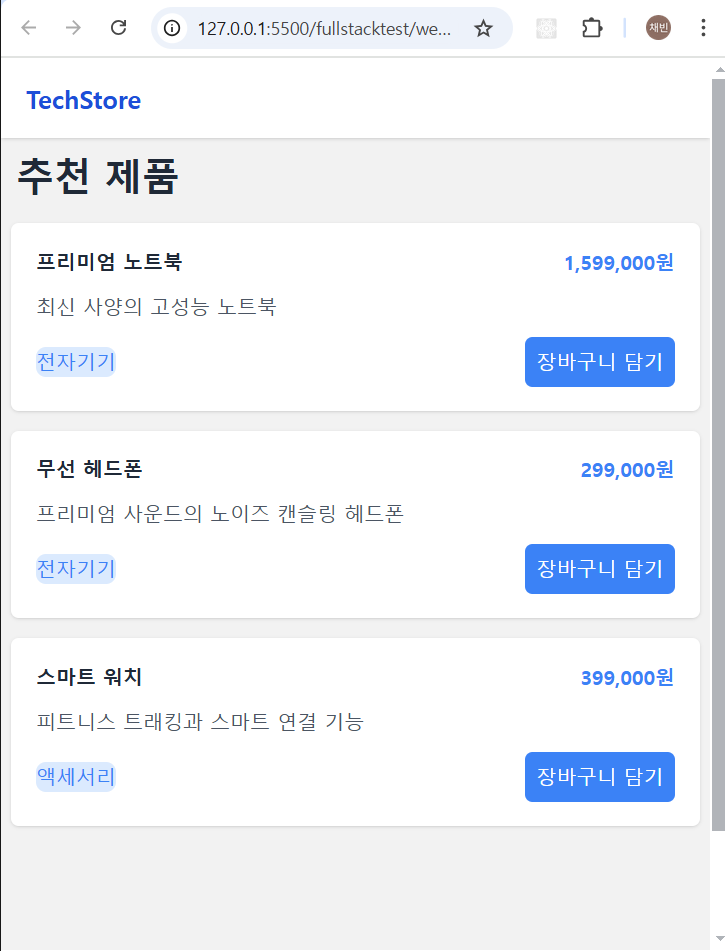 127.0.0.1:5500/fullstacktest/we...
채빈
TechStore
추천 제품
프리미엄 노트북
1,599,000원
최신 사양의 고성능 노트북
전자기기
장바구니 담기
무선 헤드폰
299,000원
프리미엄 사운드의 노이즈 캔슬링 헤드폰
전자기기
장바구니 담기
스마트 워치
399,000원
피트니스 트래킹과 스마트 연결 기능
액세서리
장바구니 담기